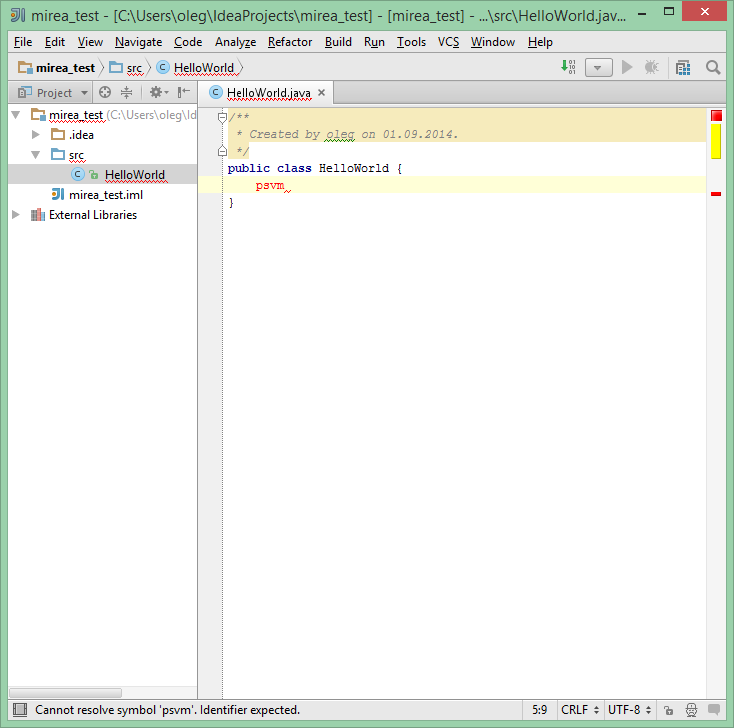 mirea_test - [C:\Users\oleg\IdeaProjects\mirea_test] - [mirea_test] - ...\src\HelloWorld.jav...
File Edit View Navigate Code Analyze Refactor Build Run Tools VCS Window Help
mirea_test src HelloWorld
Project
HelloWorld.java
mirea_test (C:\Users\oleg\Id
.idea
src
HelloWorld
mirea_test.iml
External Libraries
/**
* Created by oleg on 01.09.2014.
*/
public class HelloWorld {
psvm
}
Cannot resolve symbol 'psvm'. Identifier expected. 5:9 CRLF UTF-8